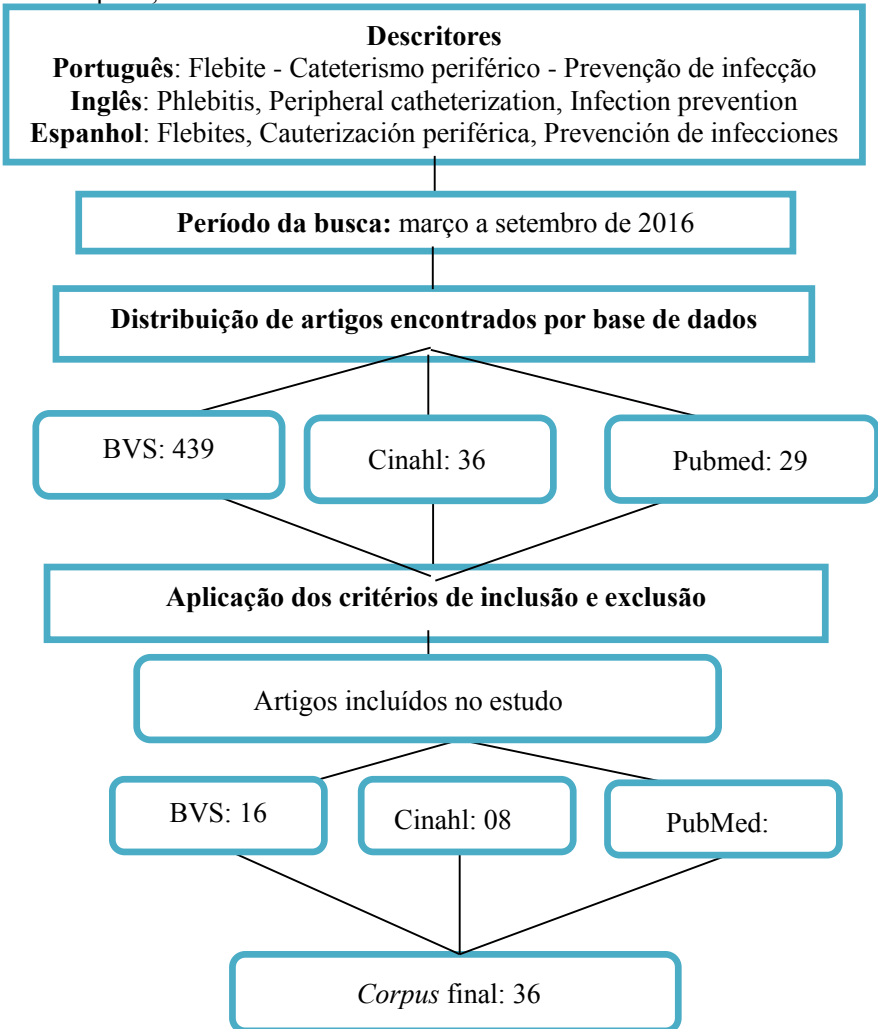 Descritores
Português: Flebite - Cateterismo periférico - Prevenção de infecção
Inglês: Phlebitis, Peripheral catheterization, Infection prevention
Espanhol: Flebites, Cauterización periférica, Prevención de infecciones
Período da busca: março a setembro de 2016
Distribuição de artigos encontrados por base de dados
BVS: 439
Cinahl: 36
Pubmed: 29
Aplicação dos critérios de inclusão e exclusão
Artigos incluídos no estudo
BVS: 16
Cinahl: 08
PubMed:
Corpus final: 36